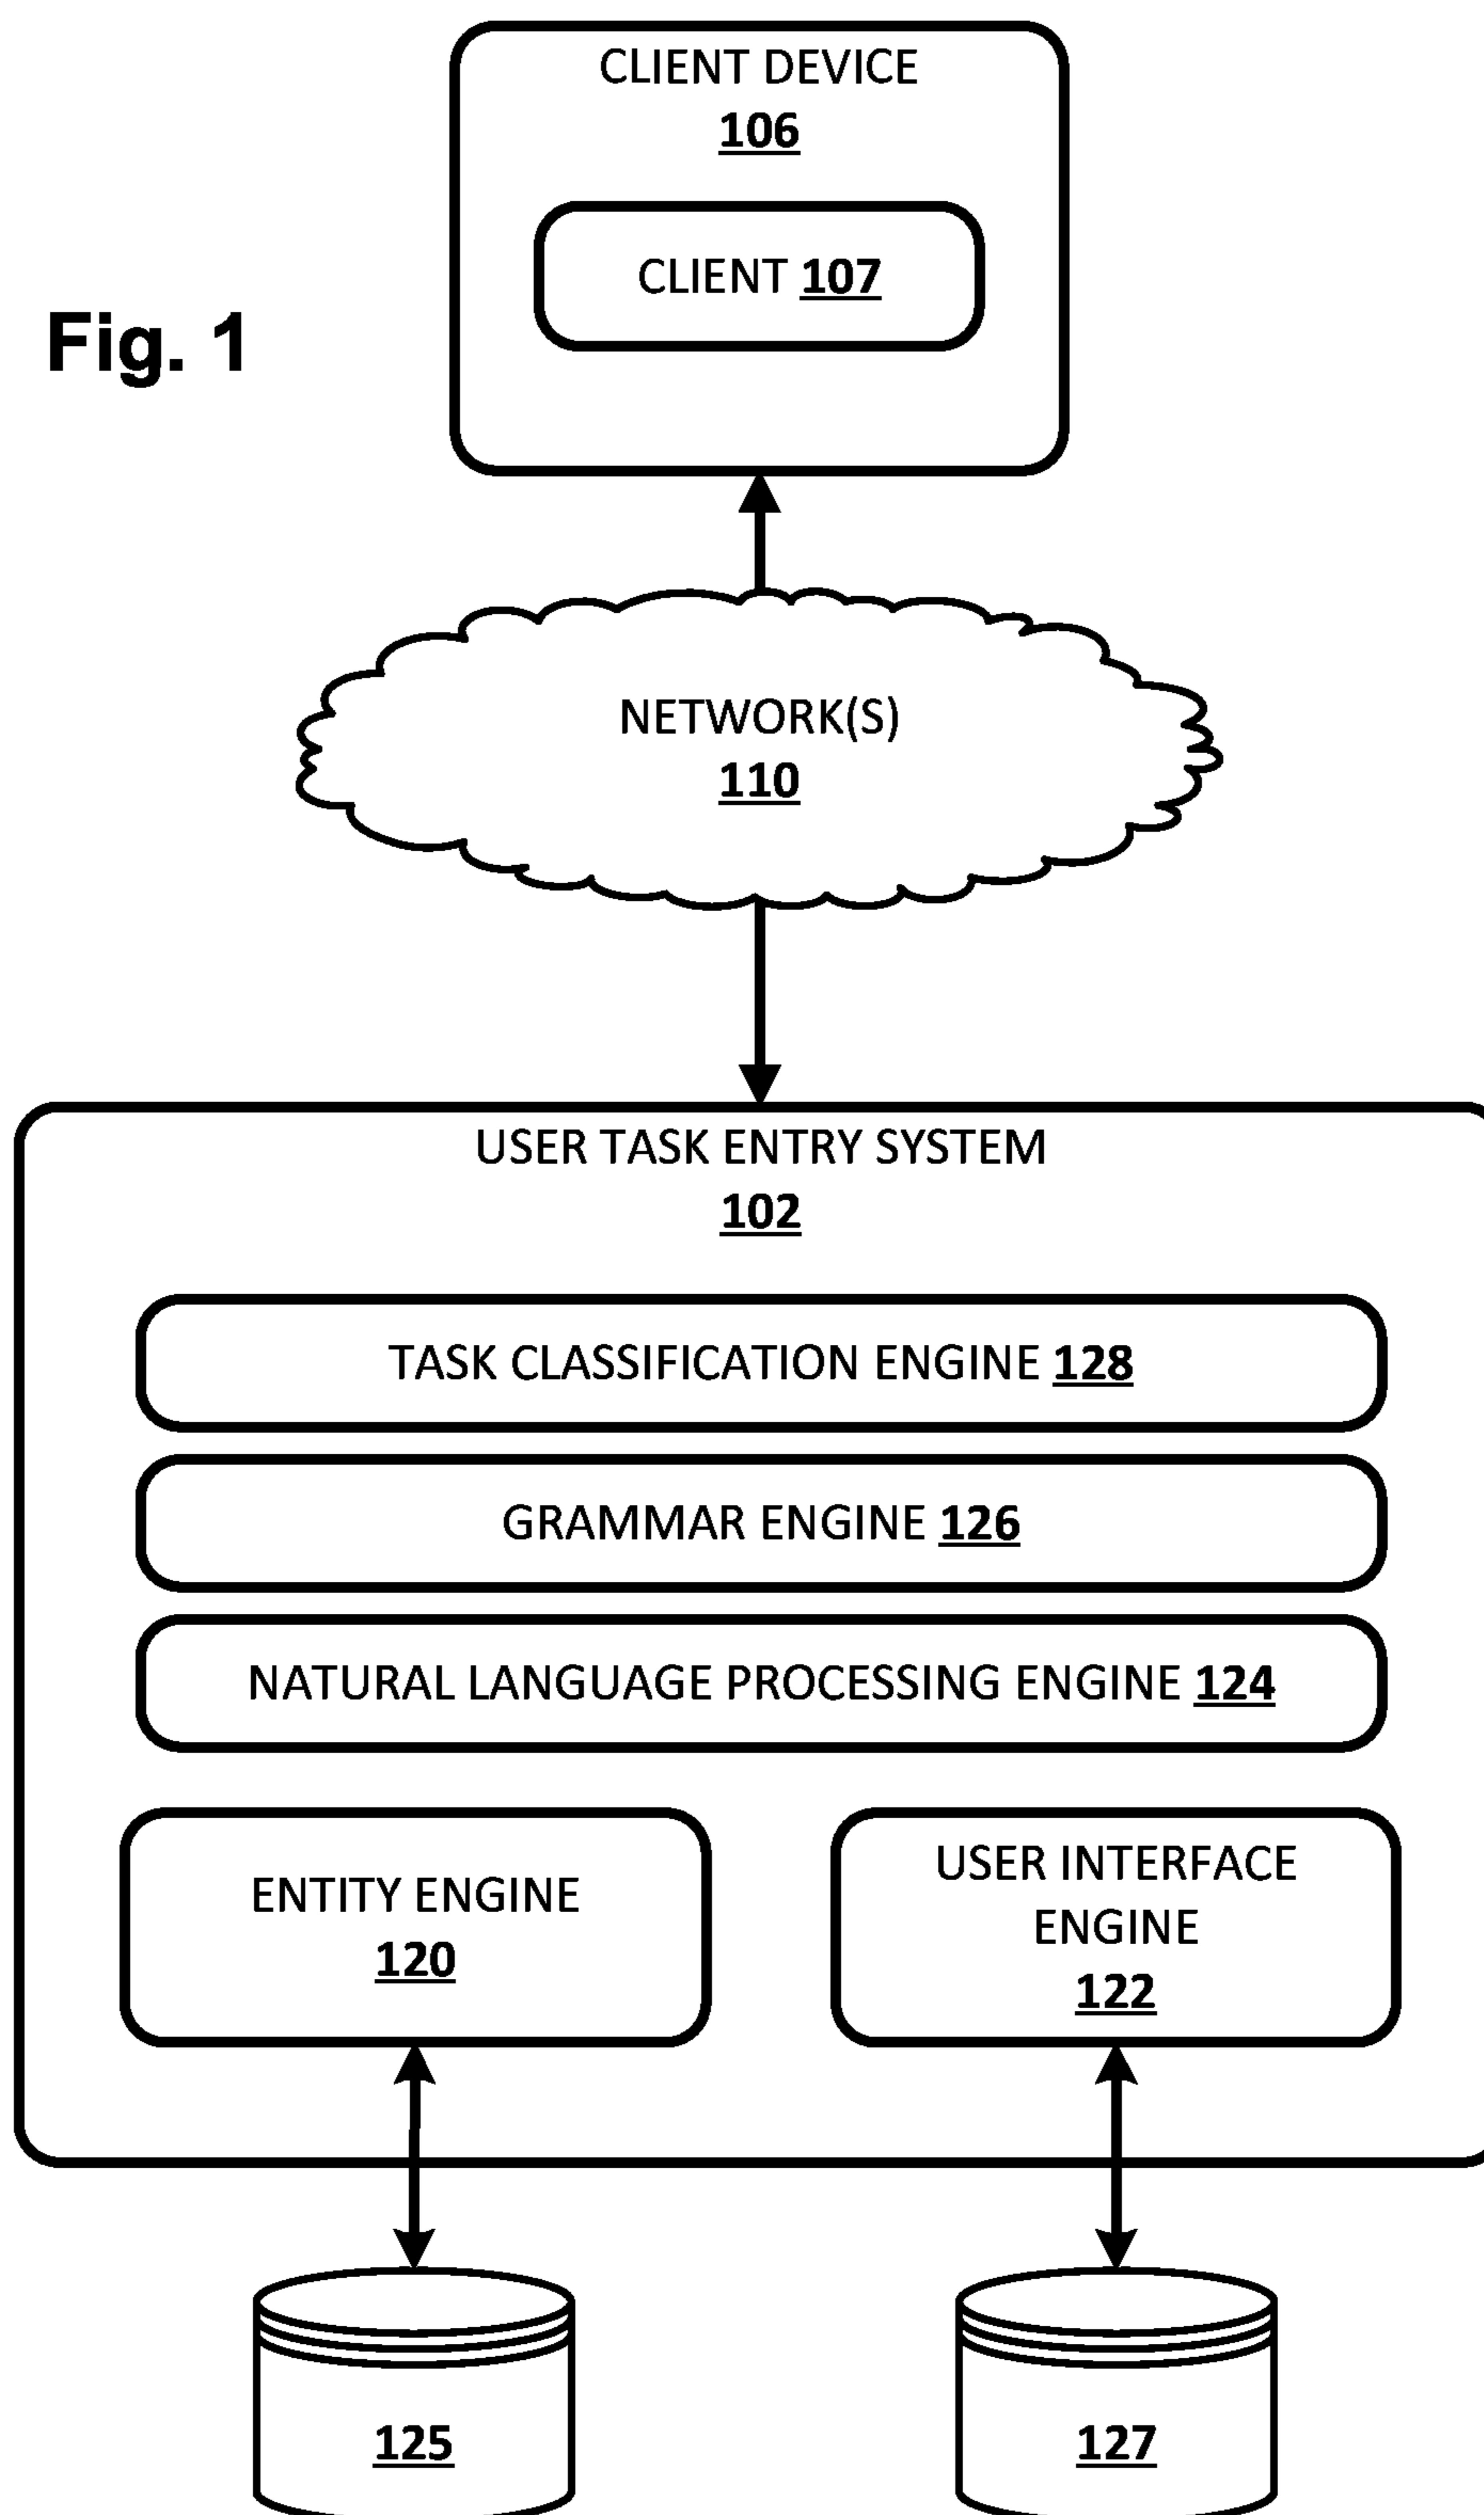 CLIENT DEVICE
106
CLIENT 107
Fig. 1
NETWORK(S)
110
USER TASK ENTRY SYSTEM
102
TASK CLASSIFICATION ENGINE 128
GRAMMAR ENGINE 126
NATURAL LANGUAGE PROCESSING ENGINE 124
ENTITY ENGINE
120
USER INTERFACE
ENGINE
122
125
127